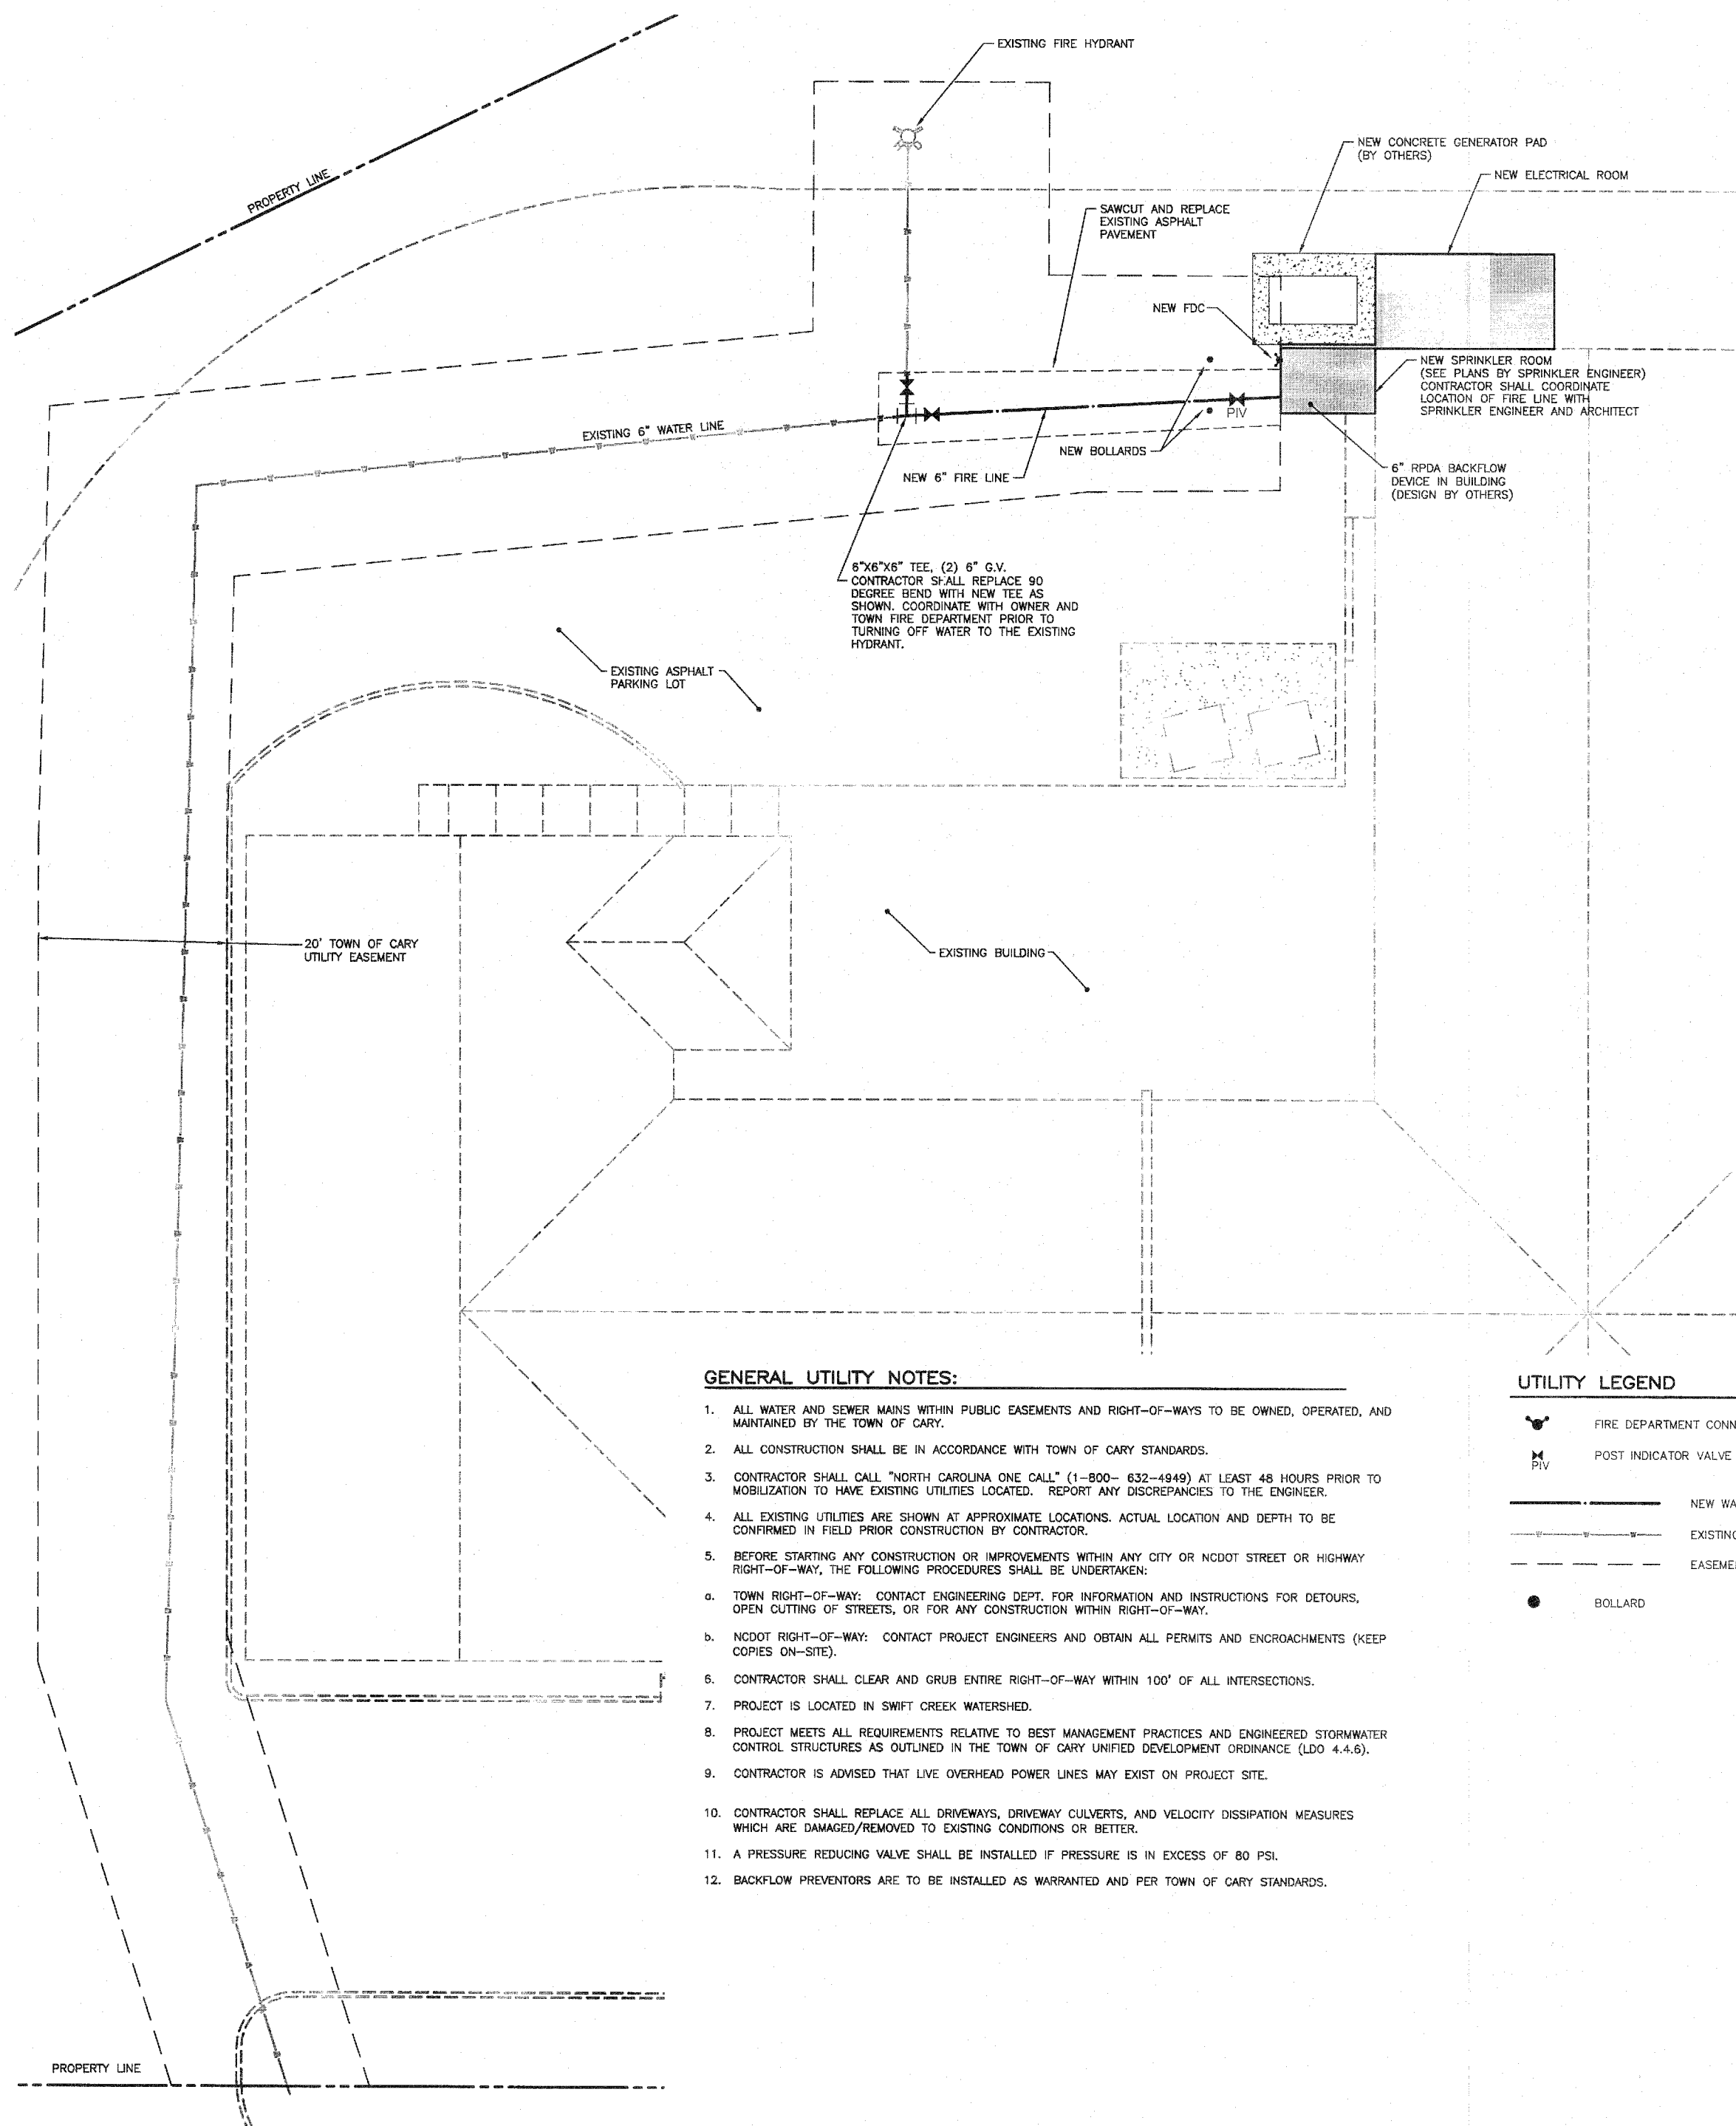 EXISTING FIRE HYDRANT
NEW CONCRETE GENERATOR PAD
(BY OTHERS)
NEW ELECTRICAL ROOM
PROPERTY LINE
SAWCUT AND REPLACE
EXISTING ASPHALT
PAVEMENT
NEW FDC
NEW SPRINKLER ROOM
(SEE PLANS BY SPRINKLER ENGINEER)
CONTRACTOR SHALL COORDINATE
LOCATION OF FIRE LINE WITH
SPRINKLER ENGINEER AND ARCHITECT
PIV
EXISTING 6" WATER LINE
NEW BOLLARDS
NEW 6" FIRE LINE
6" RPDA BACKFLOW
DEVICE IN BUILDING
(DESIGN BY OTHERS)
6"X6"X6" TEE, (2) 6" G.V.
CONTRACTOR SHALL REPLACE 90
DEGREE BEND WITH NEW TEE AS
SHOWN. COORDINATE WITH OWNER AND
TOWN FIRE DEPARTMENT PRIOR TO
TURNING OFF WATER TO THE EXISTING
HYDRANT.
EXISTING ASPHALT
PARKING LOT
20' TOWN OF CARY
UTILITY EASEMENT
EXISTING BUILDING
GENERAL UTILITY NOTES:
1. ALL WATER AND SEWER MAINS WITHIN PUBLIC EASEMENTS AND RIGHT-OF-WAYS TO BE OWNED, OPERATED, AND
MAINTAINED BY THE TOWN OF CARY.
2. ALL CONSTRUCTION SHALL BE IN ACCORDANCE WITH TOWN OF CARY STANDARDS.
3. CONTRACTOR SHALL CALL "NORTH CAROLINA ONE CALL" (1-800- 632-4949) AT LEAST 48 HOURS PRIOR TO
MOBILIZATION TO HAVE EXISTING UTILITIES LOCATED. REPORT ANY DISCREPANCIES TO THE ENGINEER.
4. ALL EXISTING UTILITIES ARE SHOWN AT APPROXIMATE LOCATIONS. ACTUAL LOCATION AND DEPTH TO BE
CONFIRMED IN FIELD PRIOR CONSTRUCTION BY CONTRACTOR.
5. BEFORE STARTING ANY CONSTRUCTION OR IMPROVEMENTS WITHIN ANY CITY OR NCDOT STREET OR HIGHWAY
RIGHT-OF-WAY, THE FOLLOWING PROCEDURES SHALL BE UNDERTAKEN:
a. TOWN RIGHT-OF-WAY: CONTACT ENGINEERING DEPT. FOR INFORMATION AND INSTRUCTIONS FOR DETOURS,
OPEN CUTTING OF STREETS, OR FOR ANY CONSTRUCTION WITHIN RIGHT-OF-WAY.
b. NCDOT RIGHT-OF-WAY: CONTACT PROJECT ENGINEERS AND OBTAIN ALL PERMITS AND ENCROACHMENTS (KEEP
COPIES ON-SITE).
6. CONTRACTOR SHALL CLEAR AND GRUB ENTIRE RIGHT-OF-WAY WITHIN 100' OF ALL INTERSECTIONS.
7. PROJECT IS LOCATED IN SWIFT CREEK WATERSHED.
8. PROJECT MEETS ALL REQUIREMENTS RELATIVE TO BEST MANAGEMENT PRACTICES AND ENGINEERED STORMWATER
CONTROL STRUCTURES AS OUTLINED IN THE TOWN OF CARY UNIFIED DEVELOPMENT ORDINANCE (LDO 4.4.6).
9. CONTRACTOR IS ADVISED THAT LIVE OVERHEAD POWER LINES MAY EXIST ON PROJECT SITE.
10. CONTRACTOR SHALL REPLACE ALL DRIVEWAYS, DRIVEWAY CULVERTS, AND VELOCITY DISSIPATION MEASURES
WHICH ARE DAMAGED/REMOVED TO EXISTING CONDITIONS OR BETTER.
11. A PRESSURE REDUCING VALVE SHALL BE INSTALLED IF PRESSURE IS IN EXCESS OF 80 PSI.
12. BACKFLOW PREVENTORS ARE TO BE INSTALLED AS WARRANTED AND PER TOWN OF CARY STANDARDS.
UTILITY LEGEND
FIRE DEPARTMENT CONN
PIV POST INDICATOR VALVE
NEW WA
EXISTING
EASEME
BOLLARD
PROPERTY LINE